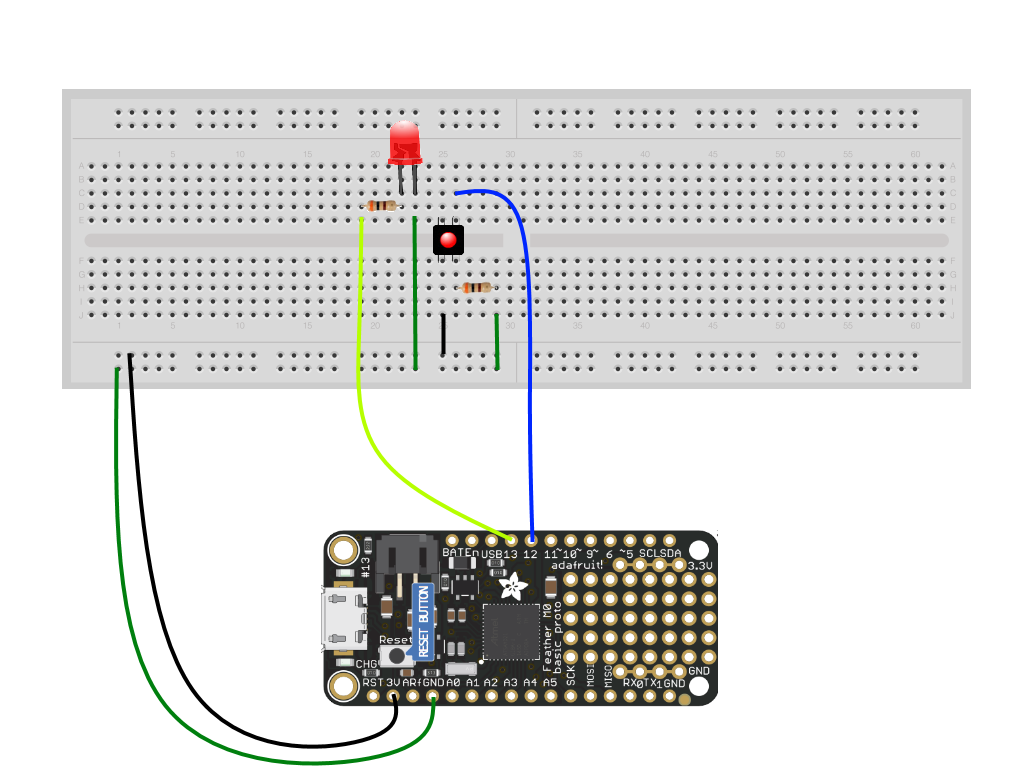 1 5 10 15 20 25 30 35 40 45 50 55 60
A A
B B
C C
D D
E E
F F
G G
H H
I I
J J
1 5 10 15 20 25 30 35 40 45 50 55 60
BATEn USB 13 12 11~ 10~ 9~ 6 ~5 SCL SDA
adafruit!
3.3V
#13
RESET BUTTON
Reset
Feather M0
basic proto
CHG
SCK
MOSI
MISO
GND
RST 3V ARf GND A0 A1 A2 A3 A4 A5
RX0 TX1 GND